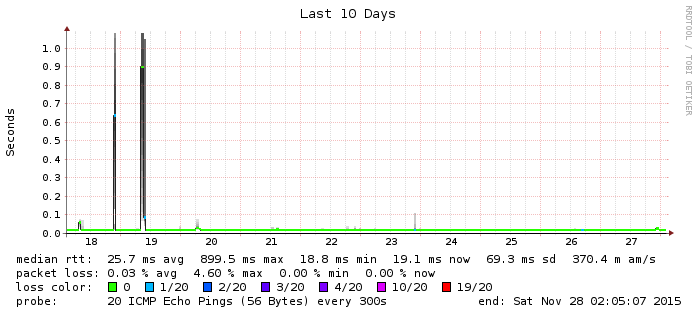 Last 10 Days
RRDTOOL / TOBI OETIKER
Seconds
1.0
0.9
0.8
0.7
0.6
0.5
0.4
0.3
0.2
0.1
0.0
18 19 20 21 22 23 24 25 26 27
median rtt: 25.7 ms avg 899.5 ms max 18.8 ms min 19.1 ms now 69.3 ms sd 370.4 m am/s
packet loss: 0.03 % avg 4.60 % max 0.00 % min 0.00 % now
loss color: 0 1/20 2/20 3/20 4/20 10/20 19/20
probe: 20 ICMP Echo Pings (56 Bytes) every 300s end: Sat Nov 28 02:05:07 2015